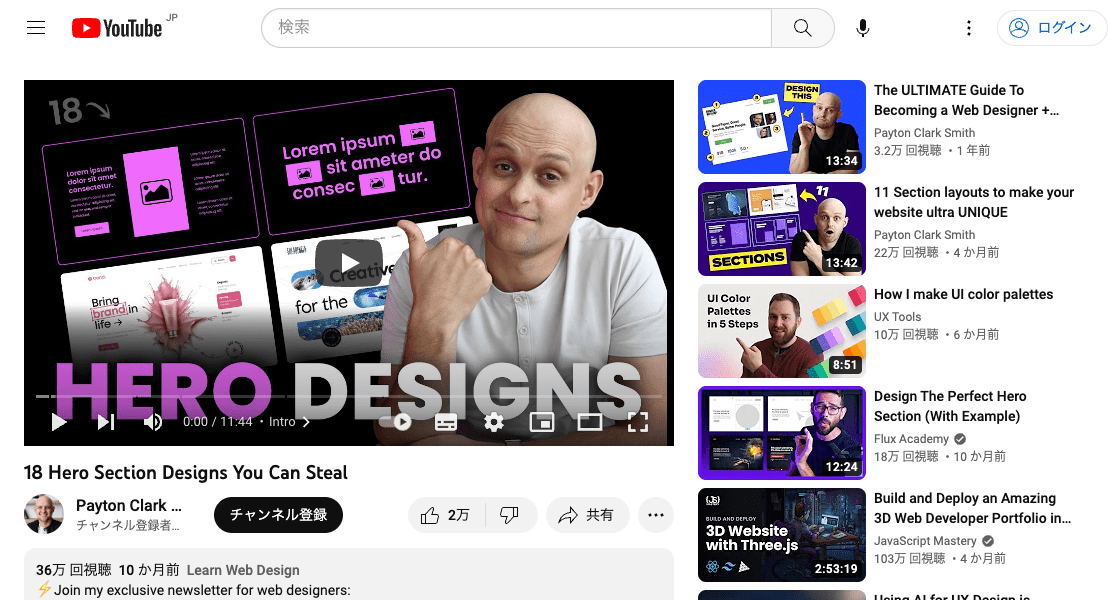 YouTube JP
検索
ログイン
18
Lorem ipsum
dolor sit amet
consectetur.
Lorem ipsum
sit ameter do
consec tur.
Bring
brand in
life →
Creative
for the
HERO DESIGNS
0:00 / 11:44 • Intro
18 Hero Section Designs You Can Steal
Payton Clark ...
チャンネル登録者...
チャンネル登録
2万
共有
36万 回視聴 10 か月前 Learn Web Design
⚡Join my exclusive newsletter for web designers:
DESIGN
THIS
13:34
The ULTIMATE Guide To
Becoming a Web Designer +...
Payton Clark Smith
3.2万 回視聴 • 1 年前
11
SECTIONS
13:42
11 Section layouts to make your
website ultra UNIQUE
Payton Clark Smith
22万 回視聴 • 4 か月前
UI Color
Palettes
in 5 Steps
8:51
How I make UI color palettes
UX Tools
10万 回視聴 • 6 か月前
12:24
Design The Perfect Hero
Section (With Example)
Flux Academy
18万 回視聴 • 10 か月前
{JS}
BUILD AND DEPLOY
3D Website
with Three.js
2:53:19
Build and Deploy an Amazing
3D Web Developer Portfolio in...
JavaScript Mastery
103万 回視聴 • 4 か月前
Using AI for UX Design is